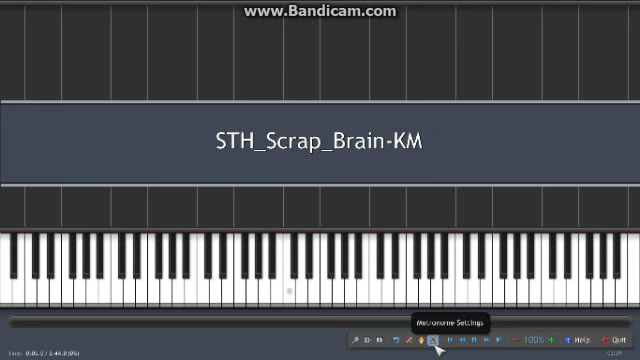 www.Bandicam.com
STH_Scrap_Brain-KM
Metronome Settings
100% Help Quit